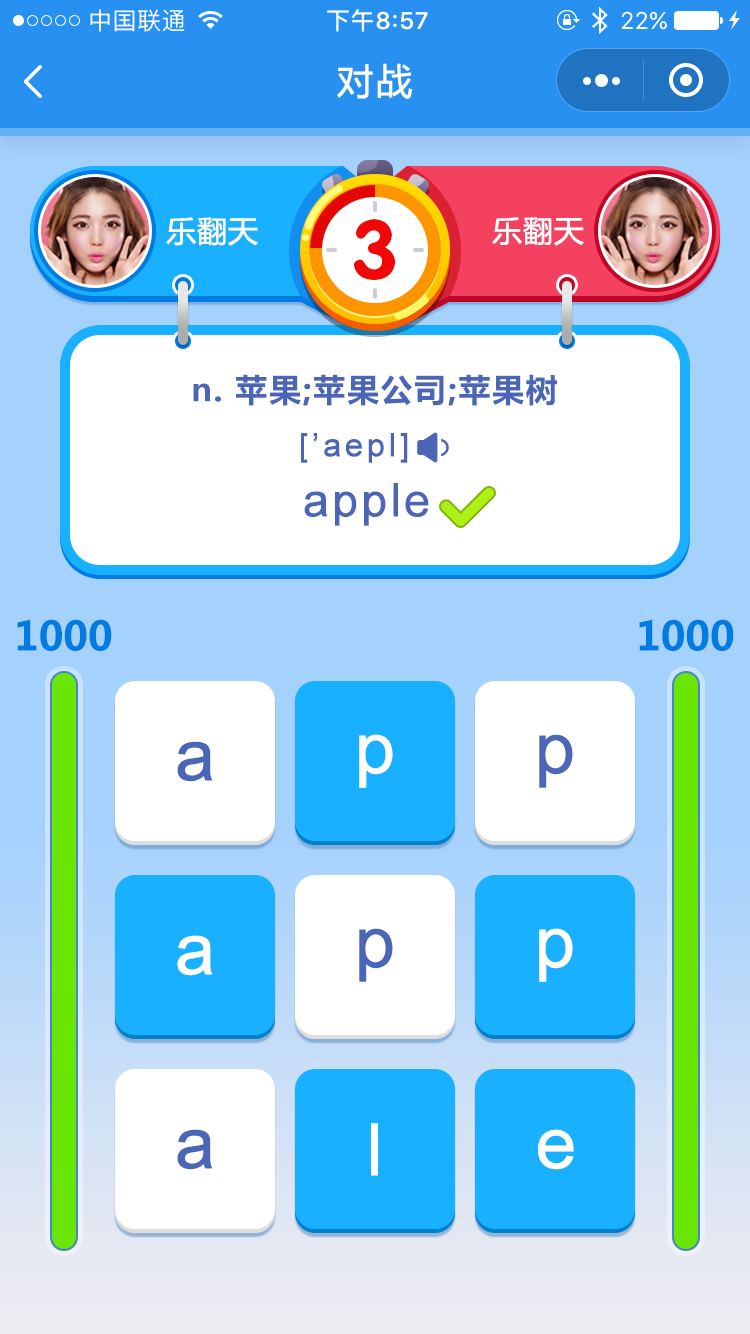 中国联通 下午8:57 22%
对战
乐翻天 3 乐翻天
n. 苹果;苹果公司;苹果树
[’aepl]
apple
1000 1000
a p p
a p p
a l e